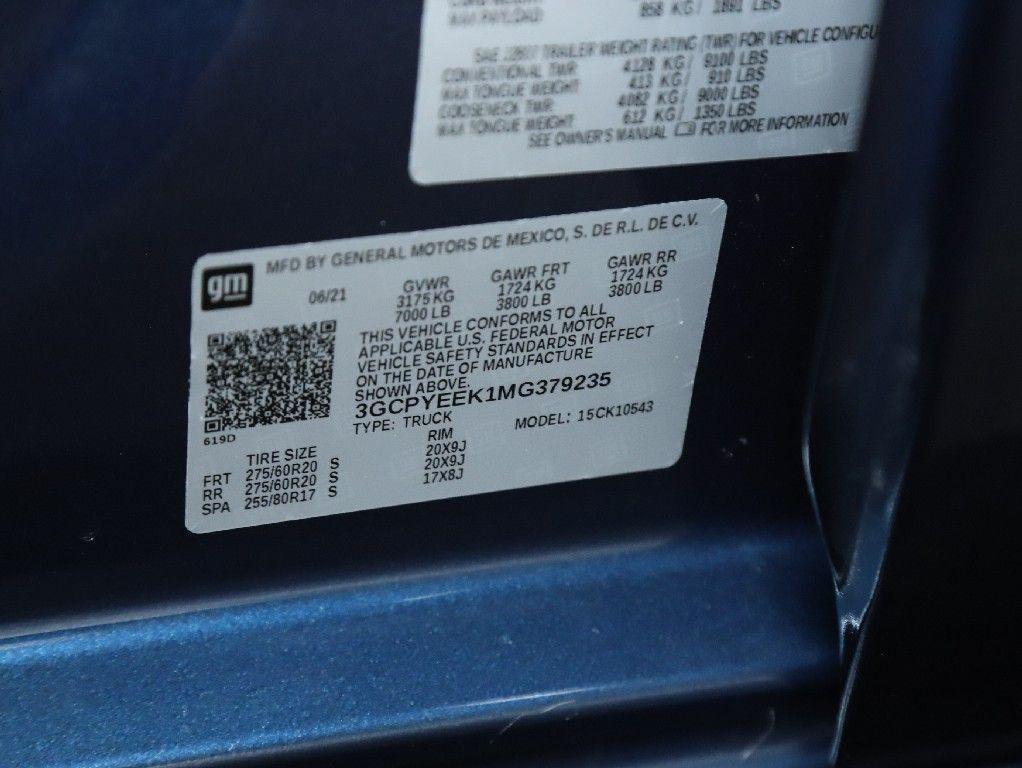 MAX PAYLOAD 858 KG / 1891 LBS
SAE J2807 TRAILER WEIGHT RATING (TWR) FOR VEHICLE CONFIGU
CONVENTIONAL TWR 4128 KG / 9100 LBS
MAX TONGUE WEIGHT 413 KG / 910 LBS
GOOSENECK TWR 4082 KG / 9000 LBS
MAX TONGUE WEIGHT 612 KG / 1350 LBS
SEE OWNER'S MANUAL FOR MORE INFORMATION
gm MFD BY GENERAL MOTORS DE MEXICO, S. DE R.L. DE C.V.
06/21 GVWR GAWR FRT GAWR RR
3175 KG 1724 KG 1724 KG
7000 LB 3800 LB 3800 LB
THIS VEHICLE CONFORMS TO ALL
APPLICABLE U.S. FEDERAL MOTOR
VEHICLE SAFETY STANDARDS IN EFFECT
ON THE DATE OF MANUFACTURE
SHOWN ABOVE.
3GCPYEEK1MG379235
619D TYPE: TRUCK MODEL: 15CK10543
TIRE SIZE RIM
FRT 275/60R20 S 20X9J
RR 275/60R20 S 20X9J
SPA 255/80R17 S 17X8J